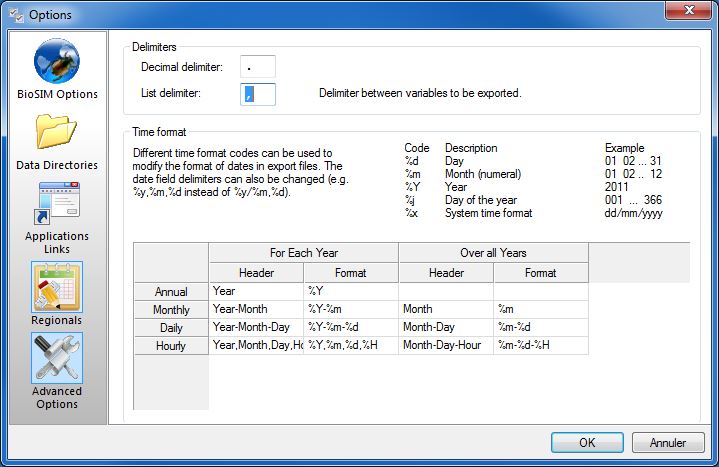 Options
BioSIM Options
Data Directories
Applications
Links
Regionals
Advanced
Options
Delimiters
Decimal delimiter: .
List delimiter: , Delimiter between variables to be exported.
Time format
Different time format codes can be used to
modify the format of dates in export files. The
date field delimiters can also be changed (e.g.
%y,%m,%d instead of %y/%m,%d).
Code Description Example
%d Day 01 02 ... 31
%m Month (numeral) 01 02 .. 12
%Y Year 2011
%j Day of the year 001 ... 366
%x System time format dd/mm/yyyy
For Each Year Over all Years
Header Format Header Format
Annual Year %Y
Monthly Year-Month %Y-%m Month %m
Daily Year-Month-Day %Y-%m-%d Month-Day %m-%d
Hourly Year,Month,Day,Ho %Y,%m,%d,%H Month-Day-Hour %m-%d-%H
OK Annuler